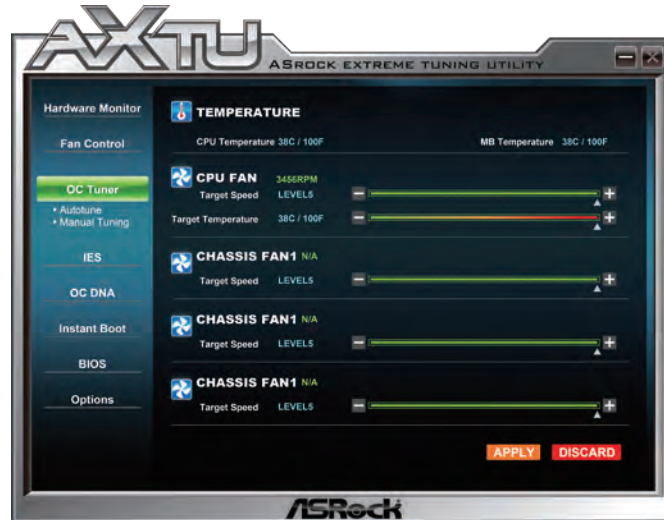 AXTU
ASROCK EXTREME TUNING UTILITY
Hardware Monitor
Fan Control
OC Tuner
• Autotune
• Manual Tuning
IES
OC DNA
Instant Boot
BIOS
Options
TEMPERATURE
CPU Temperature 38C / 100F
MB Temperature 38C / 100F
CPU FAN 3456RPM
Target Speed LEVEL5
Target Temperature 38C / 100F
CHASSIS FAN1 N/A
Target Speed LEVEL5
CHASSIS FAN1 N/A
Target Speed LEVEL5
CHASSIS FAN1 N/A
Target Speed LEVEL5
APPLY DISCARD
ASRock